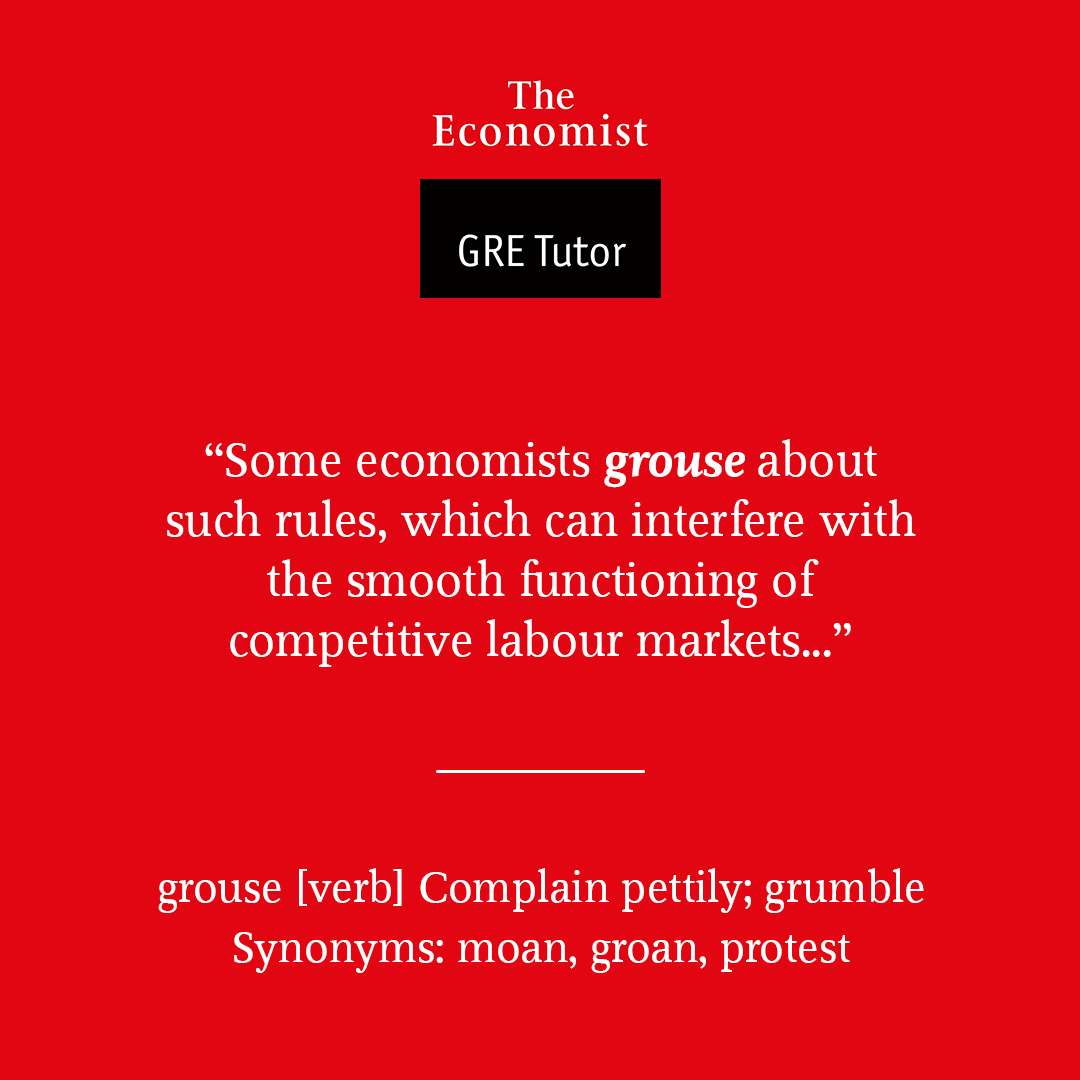 The
Economist
GRE Tutor
“Some economists grouse about
such rules, which can interfere with
the smooth functioning of
competitive labour markets...”
grouse [verb] Complain pettily; grumble
Synonyms: moan, groan, protest